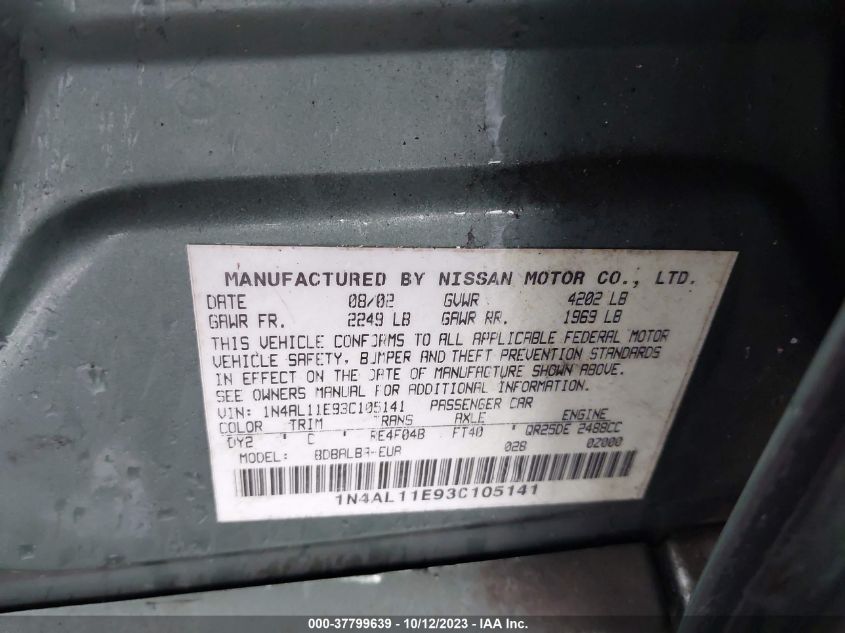 MANUFACTURED BY NISSAN MOTOR CO., LTD.
DATE 08/02 GVWR 4202 LB
GAWR FR. 2249 LB GAWR RR. 1969 LB
THIS VEHICLE CONFORMS TO ALL APPLICABLE FEDERAL MOTOR
VEHICLE SAFETY, BUMPER AND THEFT PREVENTION STANDARDS
IN EFFECT ON THE DATE OF MANUFACTURE SHOWN ABOVE.
SEE OWNERS MANUAL FOR ADDITIONAL INFORMATION.
VIN: 1N4AL11E93C105141 PASSENGER CAR
COLOR TRIM TRANS AXLE ENGINE
DY2 ' C ' RE4F04B FT40 ' QR25DE 2488CC
MODEL: 028 0Z000
1N4AL11E93C105141
000-37799639 - 10/12/2023 - IAA Inc.